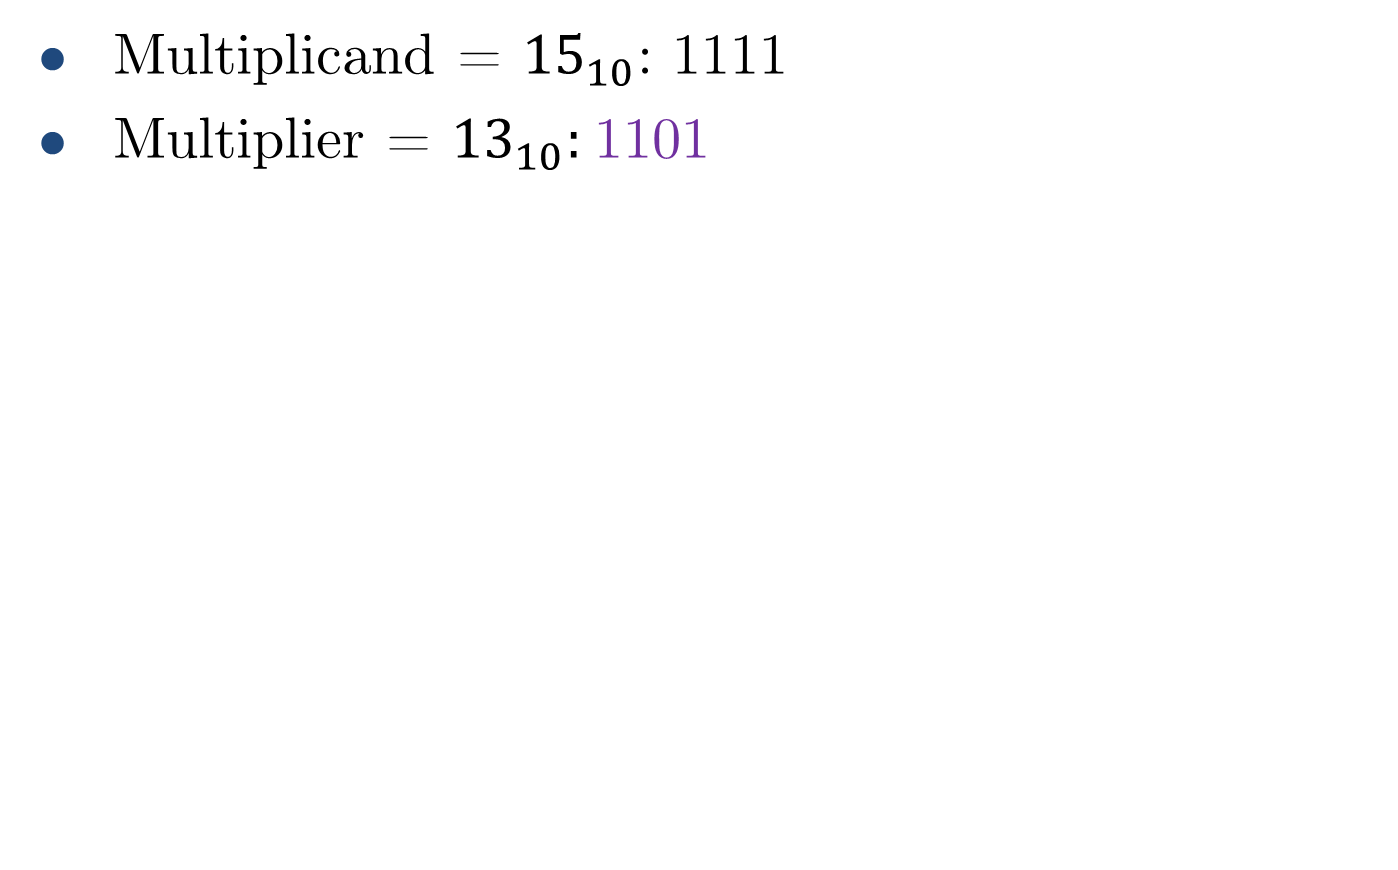 • Multiplicand = 15₁₀: 1111
• Multiplier = 13₁₀: 1101